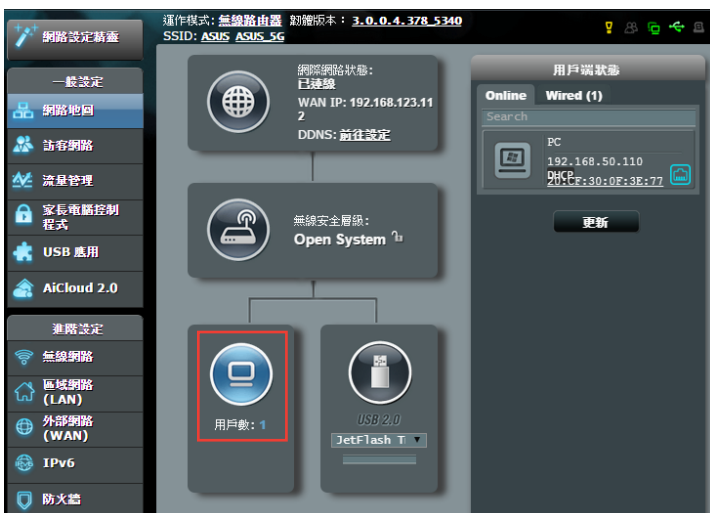 網路設定精靈
一般設定
網路地圖
訪客網路
流量管理
家長電腦控制
程式
USB 應用
AiCloud 2.0
進階設定
無線網路
區域網路
(LAN)
外部網路
(WAN)
IPv6
防火牆
運作模式: 無線路由器 韌體版本： 3.0.0.4.378_5340
SSID: ASUS ASUS_5G
網際網路狀態:
已連線
WAN IP: 192.168.123.11
2
DDNS: 前往設定
無線安全層級:
Open System
用戶數: 1
USB 2.0
JetFlash T
用戶端狀態
Online Wired (1)
Search
PC
192.168.50.110
DHCP
20:CF:30:0F:3E:77
更新